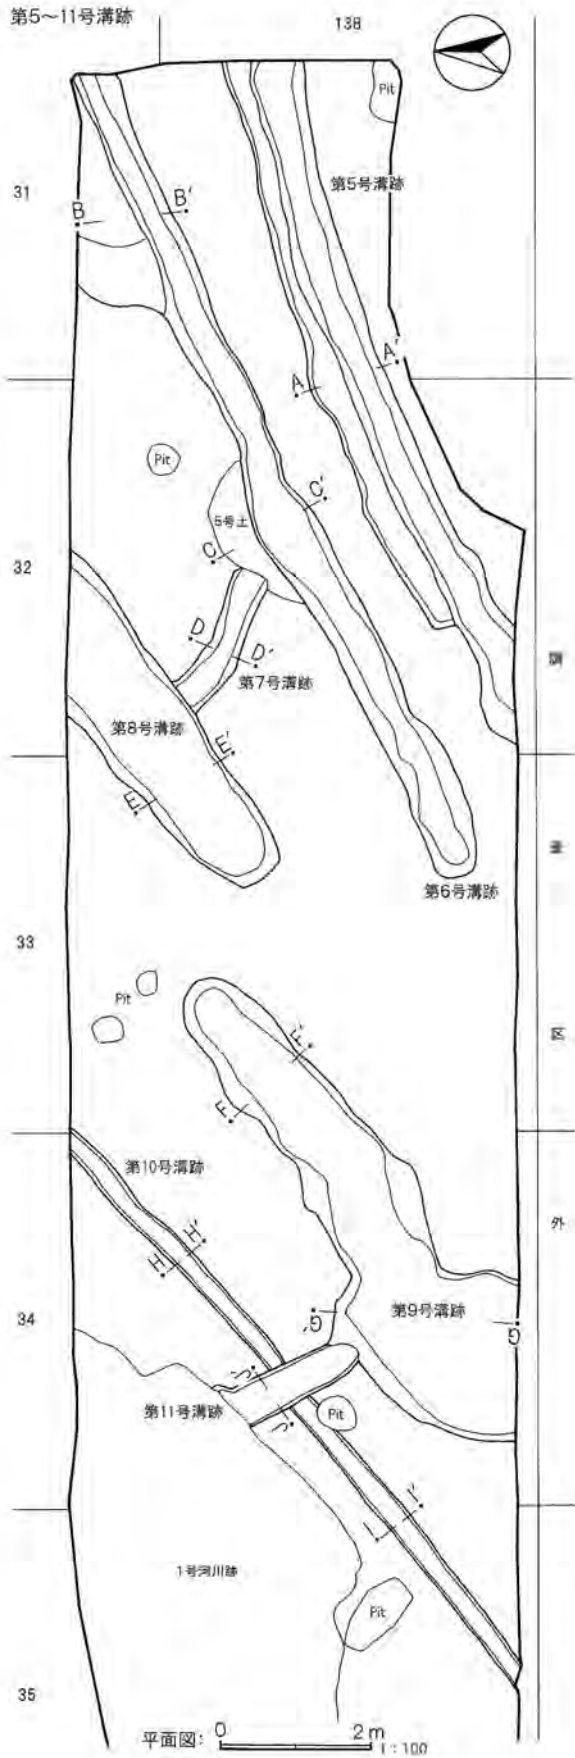 第5～11号溝跡
138
Pit
31
第5号溝跡
B
B′
A′
A
Pit
C′
5号土
C
32
D
D′
第7号溝跡
調
第8号溝跡
E′
E
査
第6号溝跡
33
Pit
F′
区
F
第10号溝跡
外
H′
H
34
G′
第9号溝跡
G
J′
第11号溝跡
J
Pit
I′
I
1号河川跡
Pit
35
平面図: 0 2m
1:100